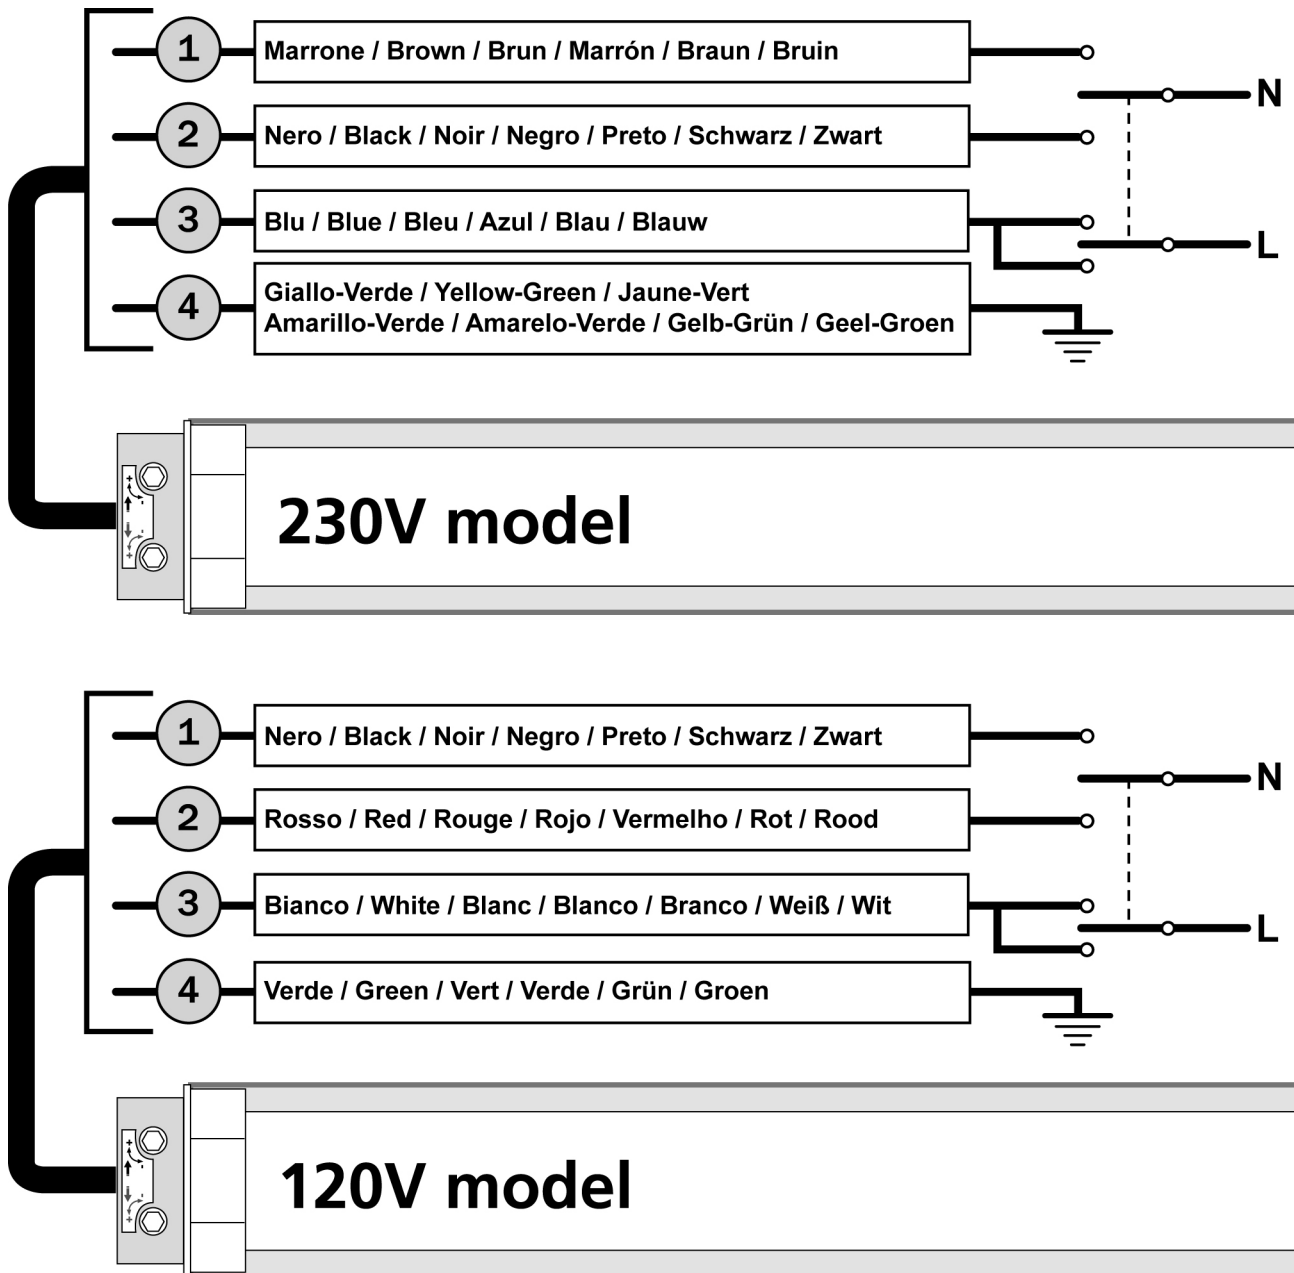 1 Marrone / Brown / Brun / Marrón / Braun / Bruin
N
2 Nero / Black / Noir / Negro / Preto / Schwarz / Zwart
3 Blu / Blue / Bleu / Azul / Blau / Blauw
L
4 Giallo-Verde / Yellow-Green / Jaune-Vert
Amarillo-Verde / Amarelo-Verde / Gelb-Grün / Geel-Groen
+ -
- +
230V model
1 Nero / Black / Noir / Negro / Preto / Schwarz / Zwart
N
2 Rosso / Red / Rouge / Rojo / Vermelho / Rot / Rood
3 Bianco / White / Blanc / Blanco / Branco / Weiß / Wit
L
4 Verde / Green / Vert / Verde / Grün / Groen
+ -
- +
120V model